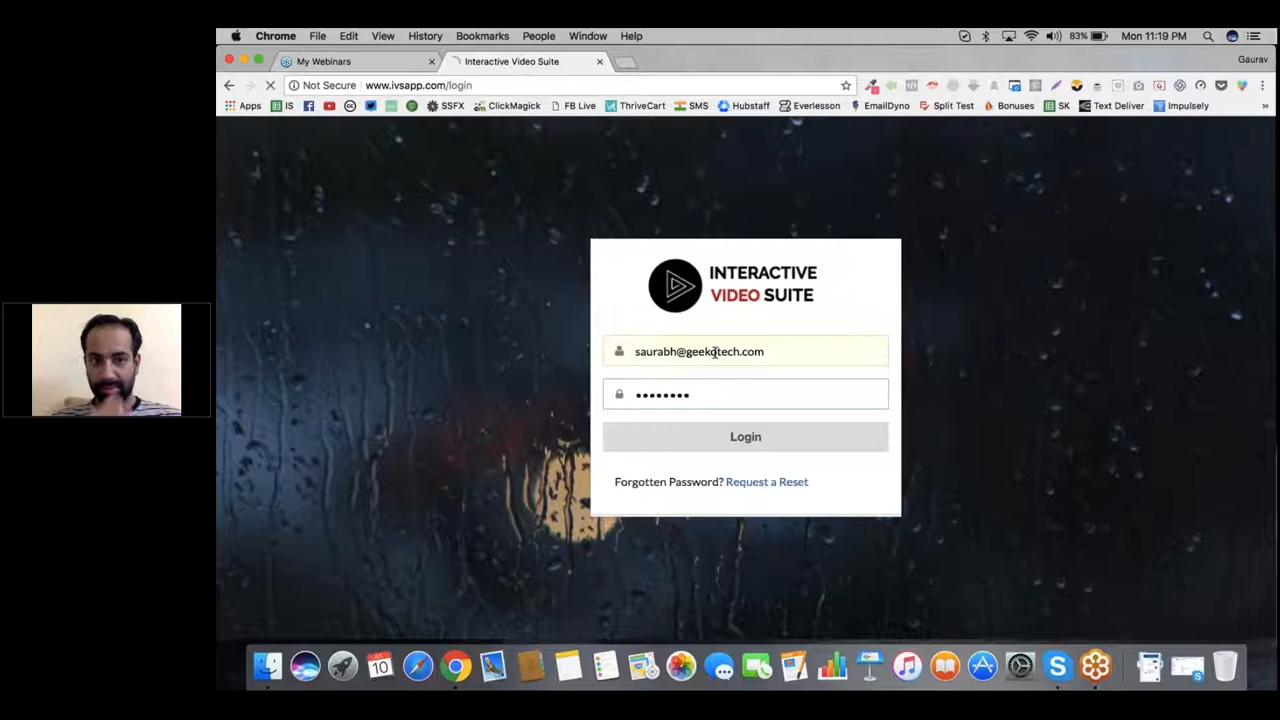 Chrome File Edit View History Bookmarks People Window Help 83% Mon 11:19 PM
My Webinars Interactive Video Suite Gaurav
Not Secure www.ivsapp.com/login
Apps IS FB Live SSFX ClickMagick ThriveCart SMS Hubstaff Everlesson EmailDyno Split Test Bonuses SK Text Deliver Impulsely »
INTERACTIVE
VIDEO SUITE
saurabh@geekotech.com
••••••••
Login
Forgotten Password? Request a Reset
10